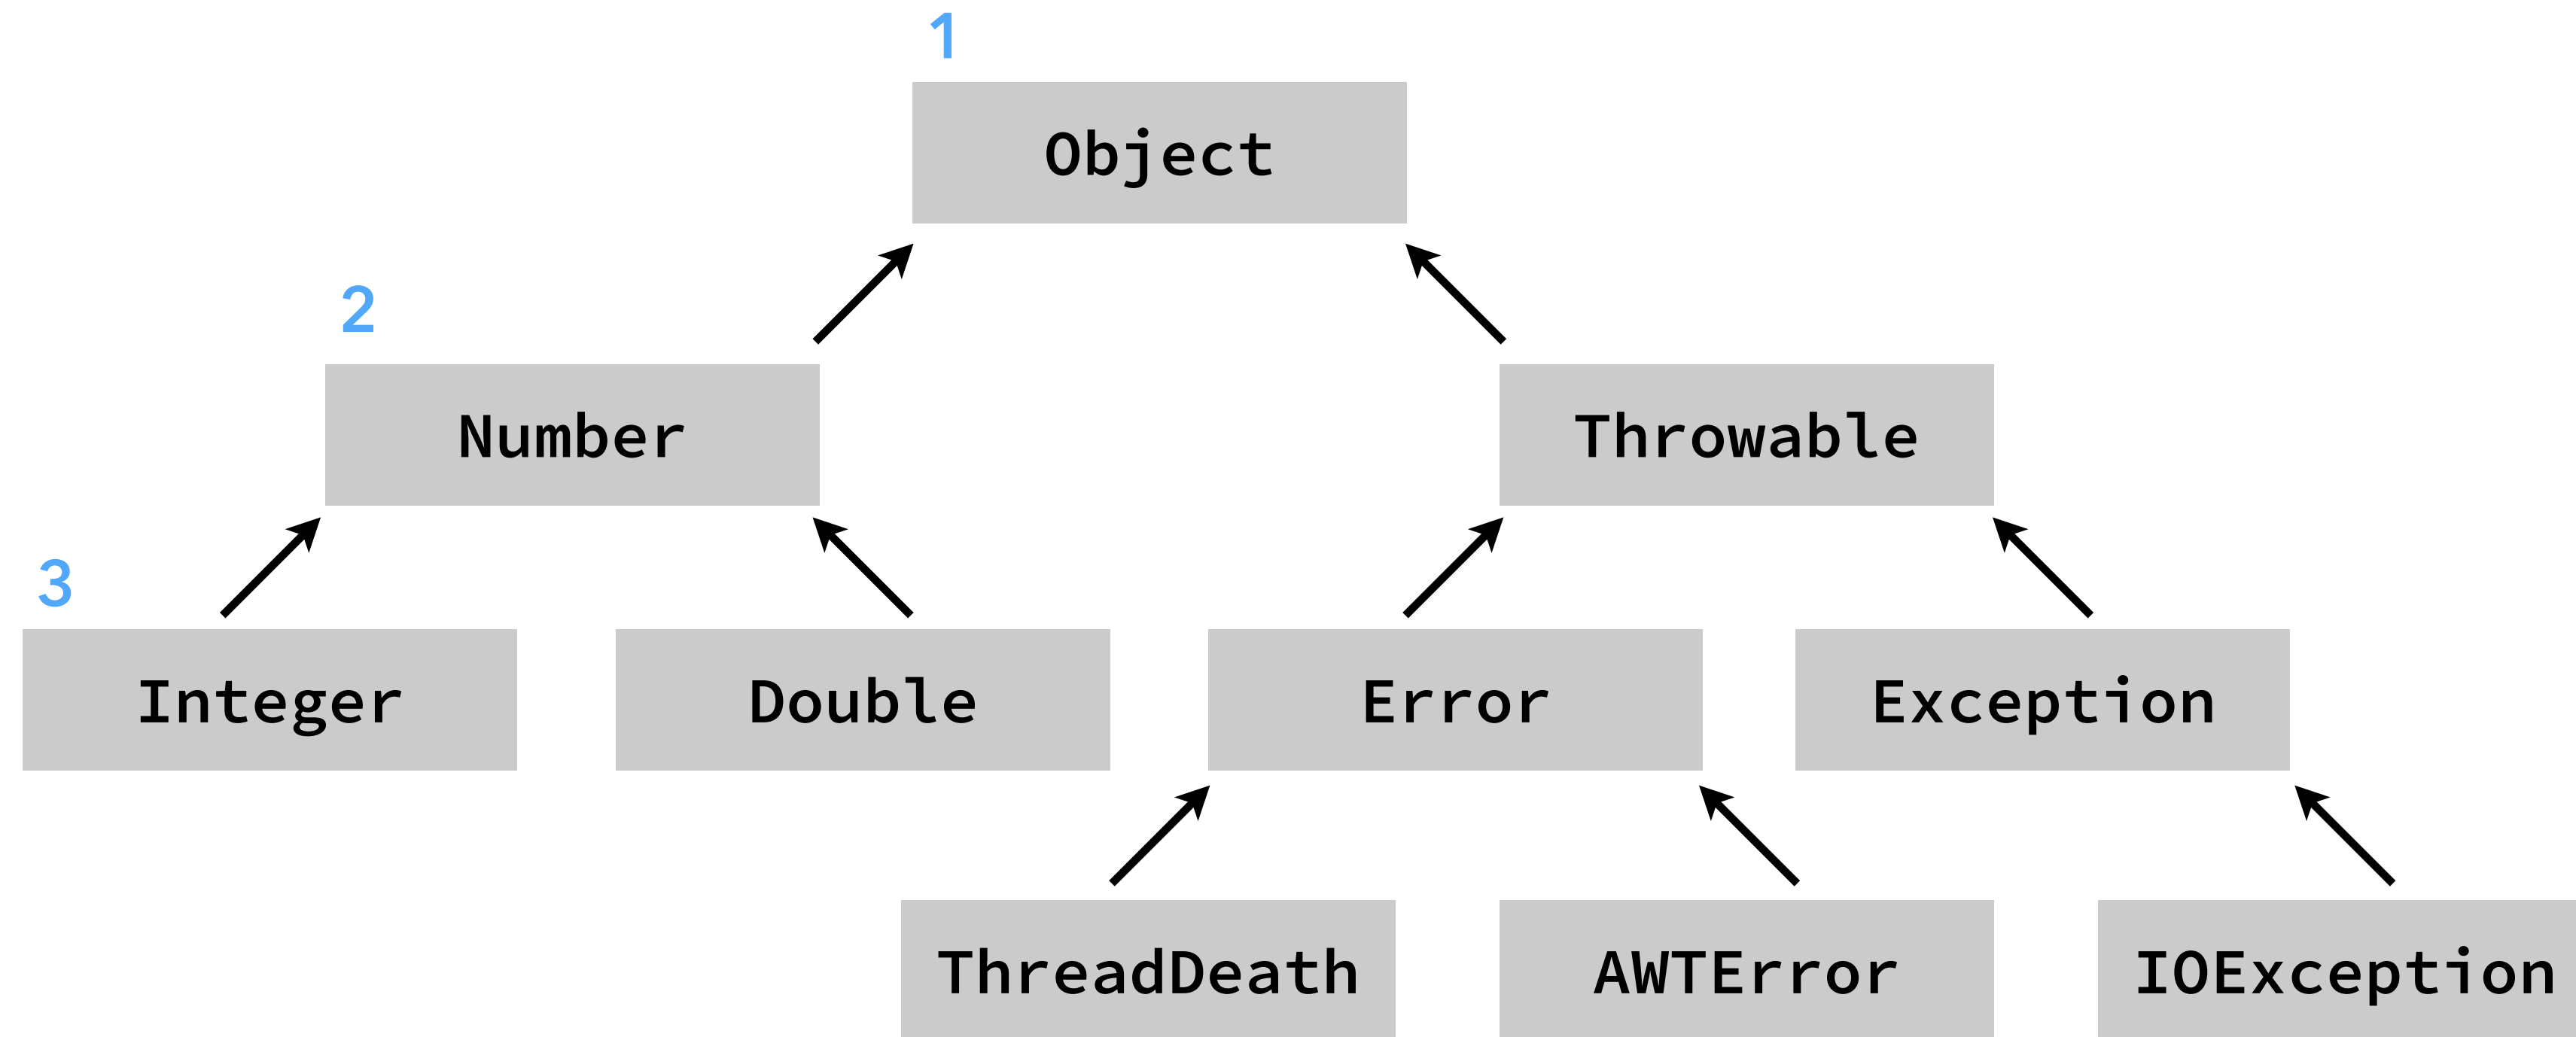 1
Object
2
Number
Throwable
3
Integer
Double
Error
Exception
ThreadDeath
AWTError
IOException